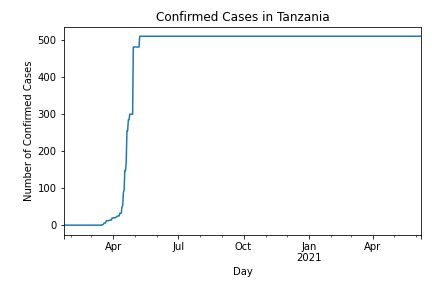 Confirmed Cases in Tanzania
500
400
300
200
100
0
Number of Confirmed Cases
Apr
Jul
Oct
Jan
2021
Apr
Day